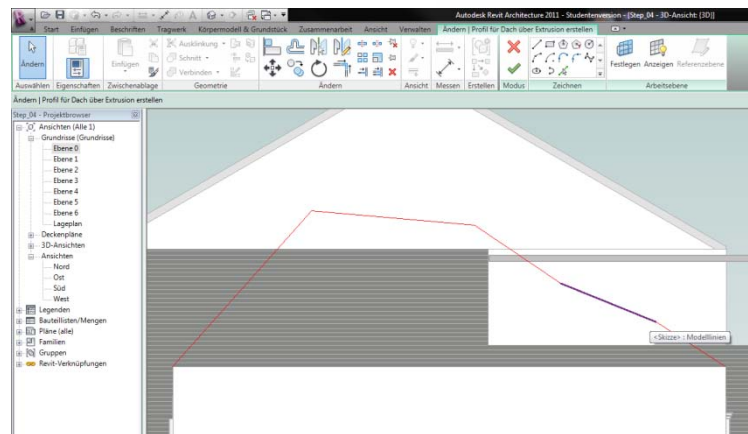 Autodesk Revit Architecture 2011 - Studentenversion - [Step_04 - 3D-Ansicht: {3D}]
Start Einfügen Beschriften Tragwerk Körpermodell & Grundstück Zusammenarbeit Ansicht Verwalten Ändern | Profil für Dach über Extrusion erstellen
Ändern Einfügen Ausklinkung Festlegen Anzeigen Referenzebene
Schnitt
Verbinden
Auswählen Eigenschaften Zwischenablage Geometrie Ändern Ansicht Messen Erstellen Modus Zeichnen Arbeitsebene
Ändern | Profil für Dach über Extrusion erstellen
Step_04 - Projektbrowser
Ansichten (Alle 1)
Grundrisse (Grundrisse)
Ebene 0
Ebene 1
Ebene 2
Ebene 3
Ebene 4
Ebene 5
Ebene 6
Lageplan
Deckenpläne
3D-Ansichten
Ansichten
Nord
Ost
Süd
West
Legenden
Bauteillisten/Mengen
Pläne (alle)
Familien
Gruppen
Revit-Verknüpfungen
<Skizze> : Modelllinien